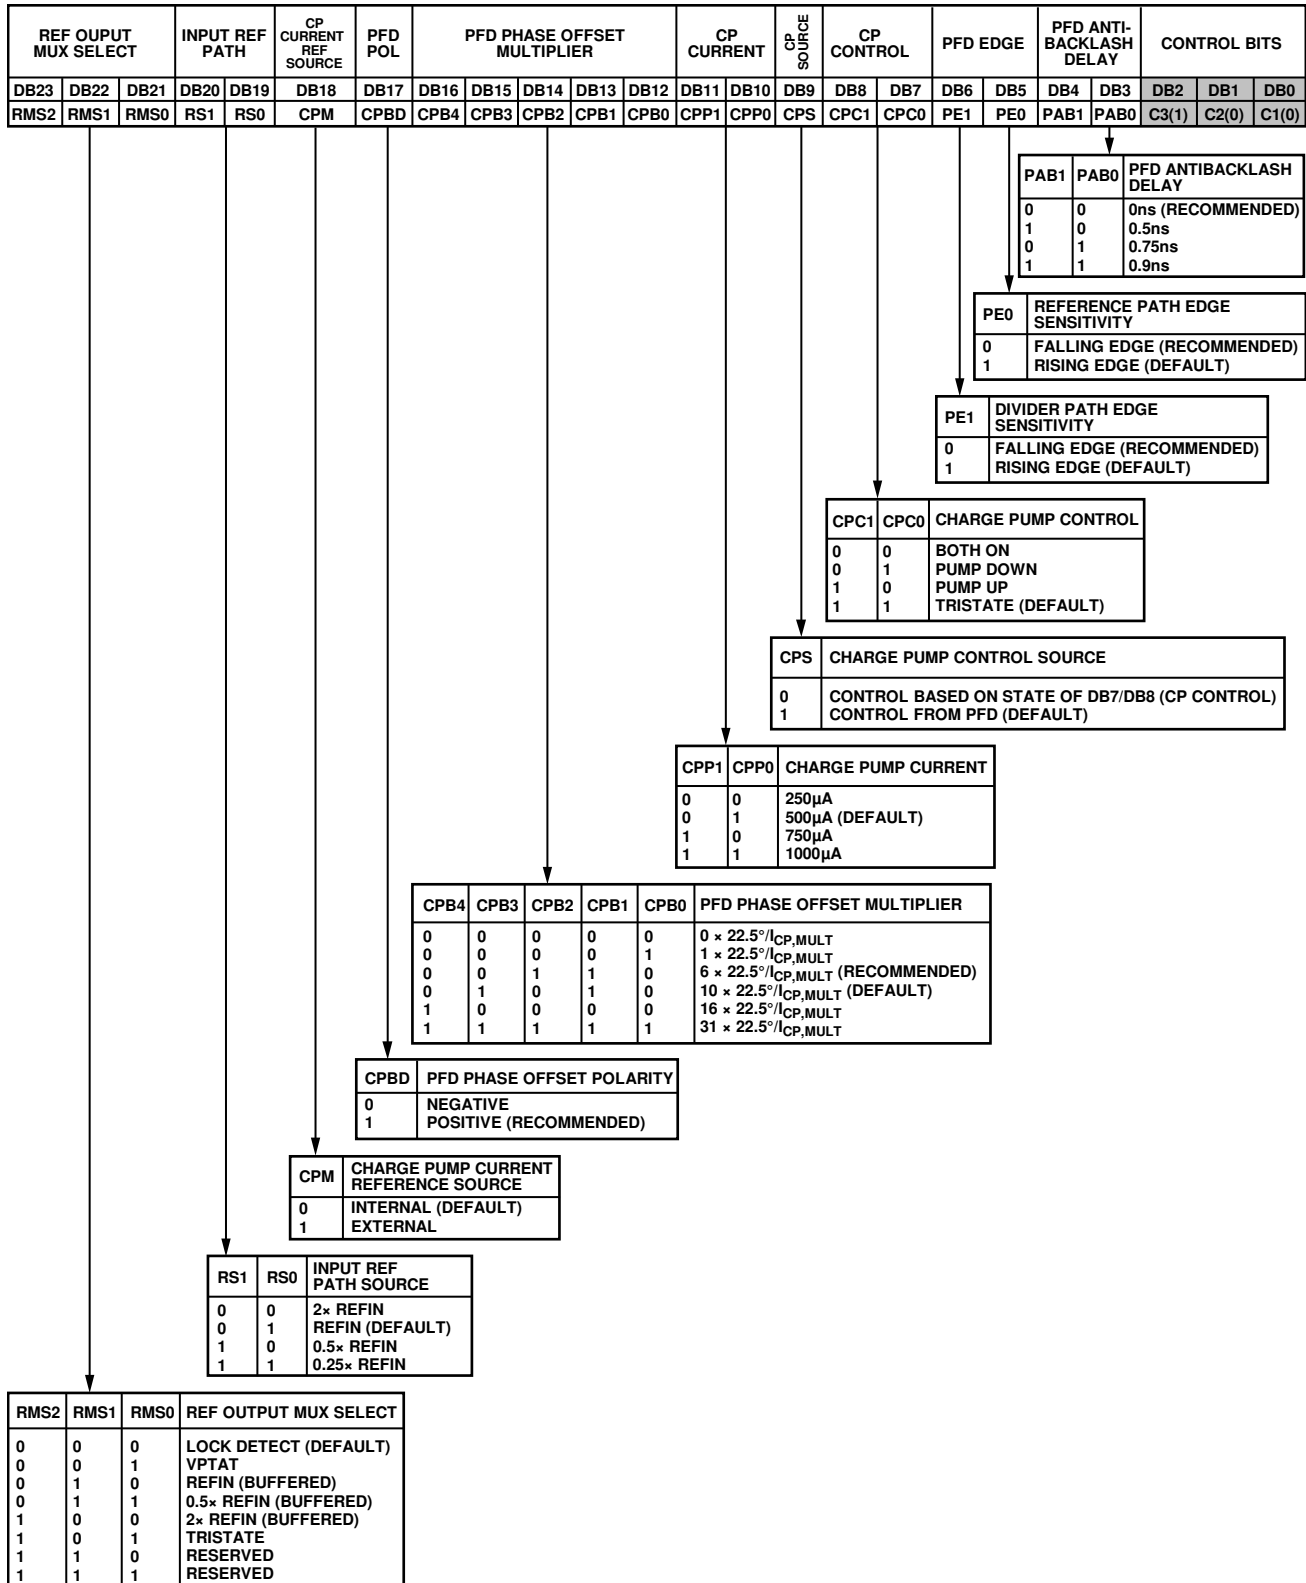 REF OUPUT MUX SELECT | INPUT REF PATH | CP CURRENT REF SOURCE | PFD POL | PFD PHASE OFFSET MULTIPLIER | CP CURRENT | CP SOURCE | CP CONTROL | PFD EDGE | PFD ANTI-BACKLASH DELAY | CONTROL BITS
DB23 DB22 DB21 DB20 DB19 DB18 DB17 DB16 DB15 DB14 DB13 DB12 DB11 DB10 DB9 DB8 DB7 DB6 DB5 DB4 DB3 DB2 DB1 DB0
RMS2 RMS1 RMS0 RS1 RS0 CPM CPBD CPB4 CPB3 CPB2 CPB1 CPB0 CPP1 CPP0 CPS CPC1 CPC0 PE1 PE0 PAB1 PAB0 C3(1) C2(0) C1(0)
PAB1 PAB0 PFD ANTIBACKLASH
DELAY
0 0 0ns (RECOMMENDED)
1 0 0.5ns
0 1 0.75ns
1 1 0.9ns
PE0 REFERENCE PATH EDGE
SENSITIVITY
0 FALLING EDGE (RECOMMENDED)
1 RISING EDGE (DEFAULT)
PE1 DIVIDER PATH EDGE
SENSITIVITY
0 FALLING EDGE (RECOMMENDED)
1 RISING EDGE (DEFAULT)
CPC1 CPC0 CHARGE PUMP CONTROL
0 0 BOTH ON
0 1 PUMP DOWN
1 0 PUMP UP
1 1 TRISTATE (DEFAULT)
CPS CHARGE PUMP CONTROL SOURCE
0 CONTROL BASED ON STATE OF DB7/DB8 (CP CONTROL)
1 CONTROL FROM PFD (DEFAULT)
CPP1 CPP0 CHARGE PUMP CURRENT
0 0 250µA
0 1 500µA (DEFAULT)
1 0 750µA
1 1 1000µA
CPB4 CPB3 CPB2 CPB1 CPB0 PFD PHASE OFFSET MULTIPLIER
0 0 0 0 0 0 × 22.5°/ICP,MULT
0 0 0 0 1 1 × 22.5°/ICP,MULT
0 0 1 1 0 6 × 22.5°/ICP,MULT (RECOMMENDED)
0 1 0 1 0 10 × 22.5°/ICP,MULT (DEFAULT)
1 0 0 0 0 16 × 22.5°/ICP,MULT
1 1 1 1 1 31 × 22.5°/ICP,MULT
CPBD PFD PHASE OFFSET POLARITY
0 NEGATIVE
1 POSITIVE (RECOMMENDED)
CPM CHARGE PUMP CURRENT
REFERENCE SOURCE
0 INTERNAL (DEFAULT)
1 EXTERNAL
RS1 RS0 INPUT REF
PATH SOURCE
0 0 2× REFIN
0 1 REFIN (DEFAULT)
1 0 0.5× REFIN
1 1 0.25× REFIN
RMS2 RMS1 RMS0 REF OUTPUT MUX SELECT
0 0 0 LOCK DETECT (DEFAULT)
0 0 1 VPTAT
0 1 0 REFIN (BUFFERED)
0 1 1 0.5× REFIN (BUFFERED)
1 0 0 2× REFIN (BUFFERED)
1 0 1 TRISTATE
1 1 0 RESERVED
1 1 1 RESERVED